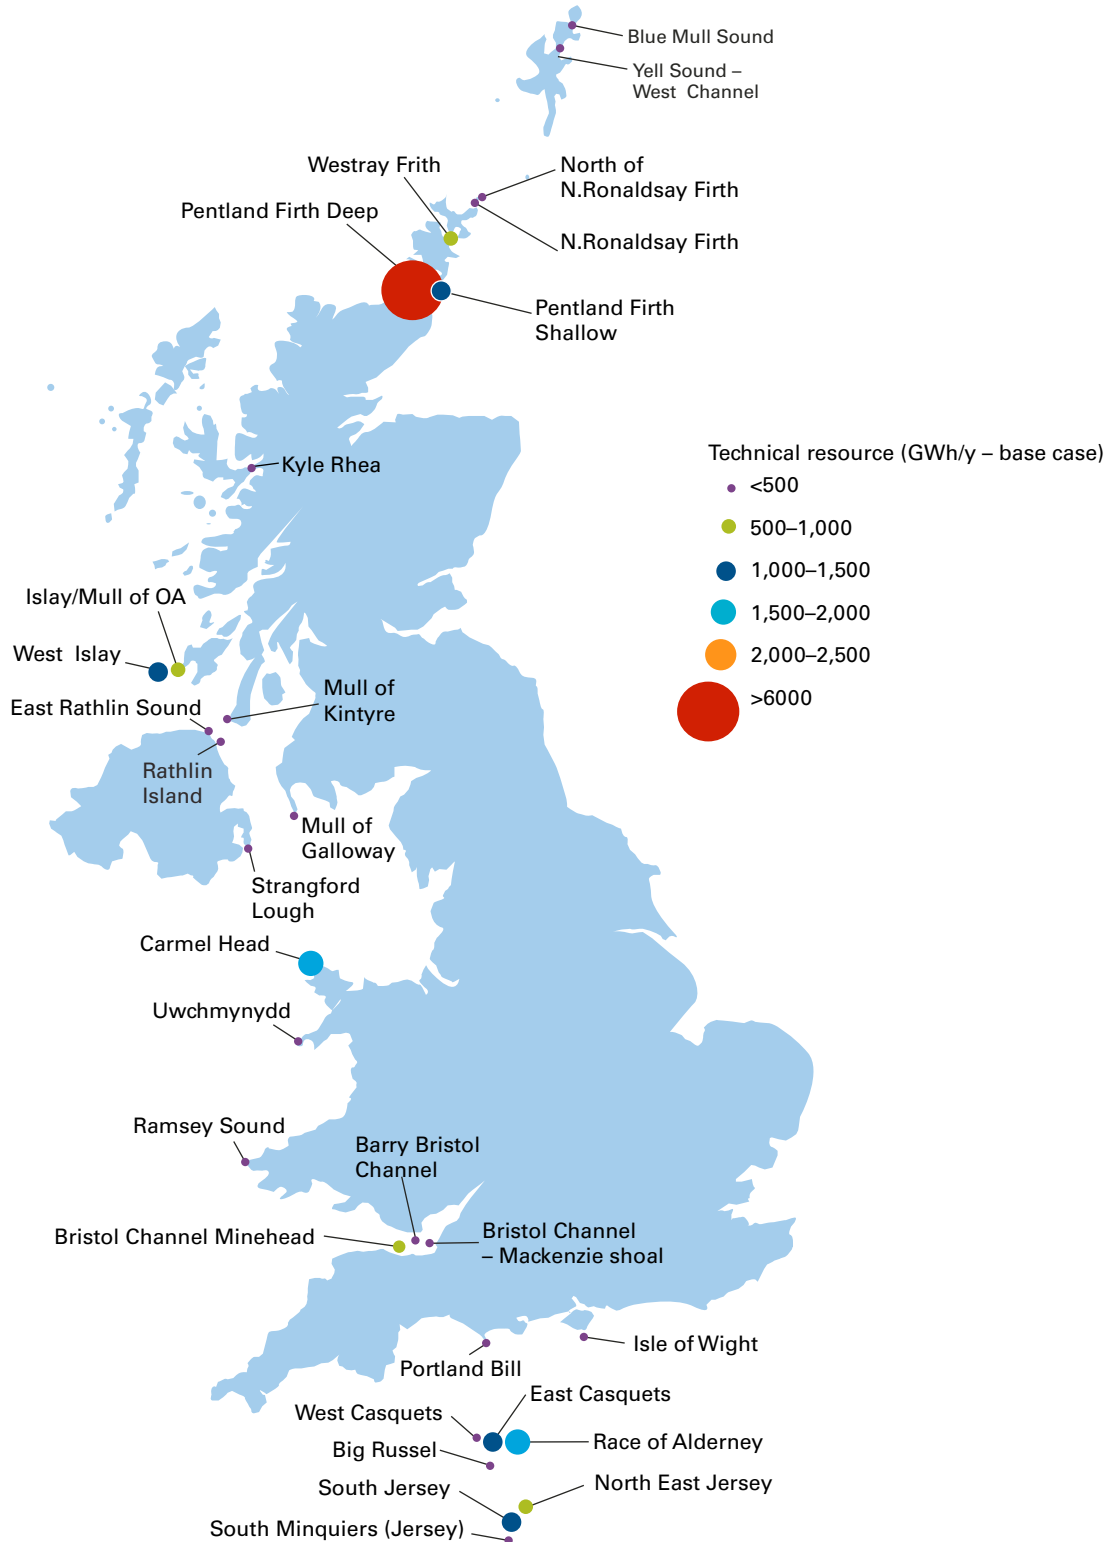 Blue Mull Sound
Yell Sound –
West Channel
Westray Frith
North of
N.Ronaldsay Firth
Pentland Firth Deep
N.Ronaldsay Firth
Pentland Firth
Shallow
Technical resource (GWh/y – base case)
<500
500–1,000
1,000–1,500
1,500–2,000
2,000–2,500
>6000
Kyle Rhea
Islay/Mull of OA
West Islay
Mull of
Kintyre
East Rathlin Sound
Rathlin
Island
Mull of
Galloway
Strangford
Lough
Carmel Head
Uwchmynydd
Ramsey Sound
Barry Bristol
Channel
Bristol Channel Minehead
Bristol Channel
– Mackenzie shoal
Isle of Wight
Portland Bill
East Casquets
West Casquets
Race of Alderney
Big Russel
North East Jersey
South Jersey
South Minquiers (Jersey)